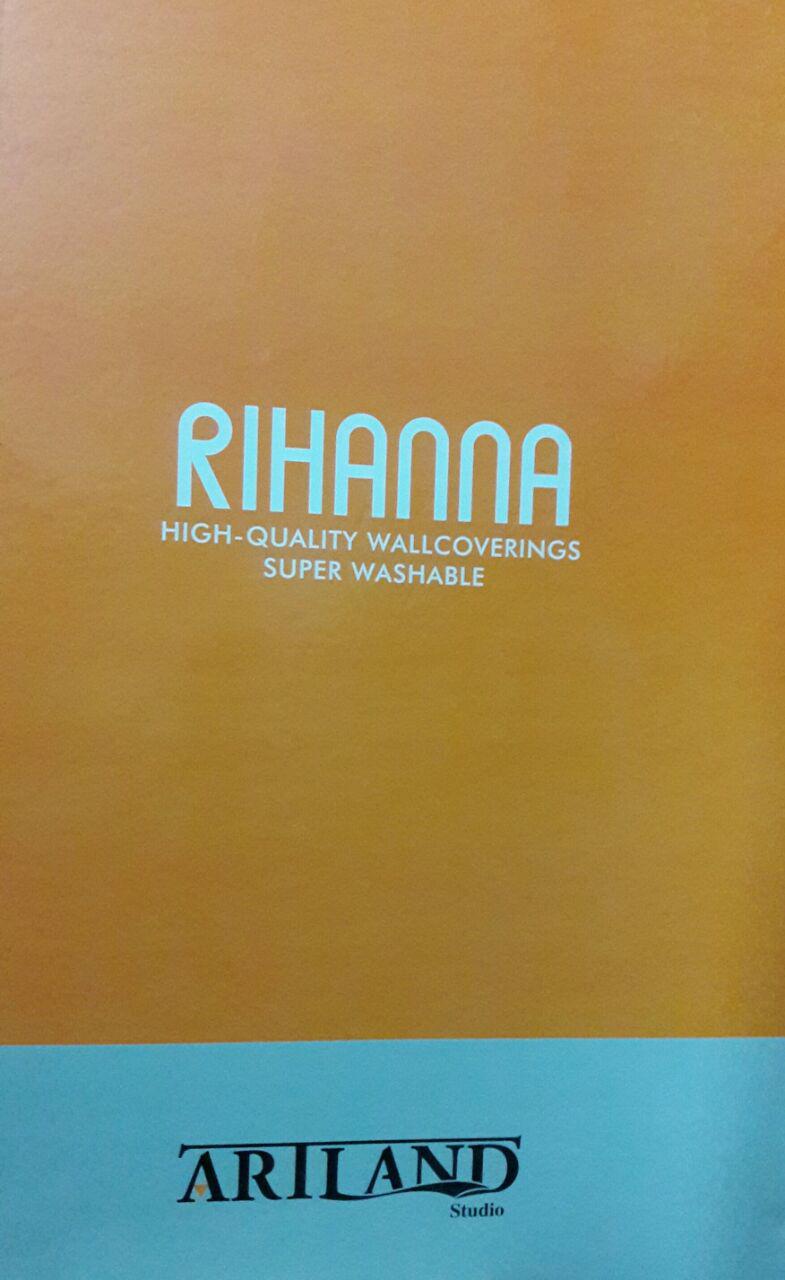 RIHANNA
HIGH-QUALITY WALLCOVERINGS
SUPER WASHABLE
ARTLAND
Studio